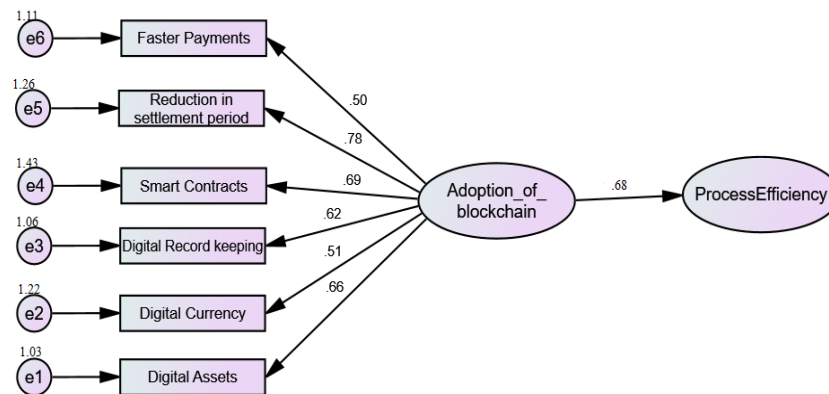 1.11
e6
Faster Payments
.50
1.26
e5
Reduction in
settlement period
.78
1.43
e4
Smart Contracts
.69
Adoption_of_
blockchain
.68
ProcessEfficiency
1.06
e3
Digital Record keeping
.62
1.22
e2
Digital Currency
.51
1.03
e1
Digital Assets
.66